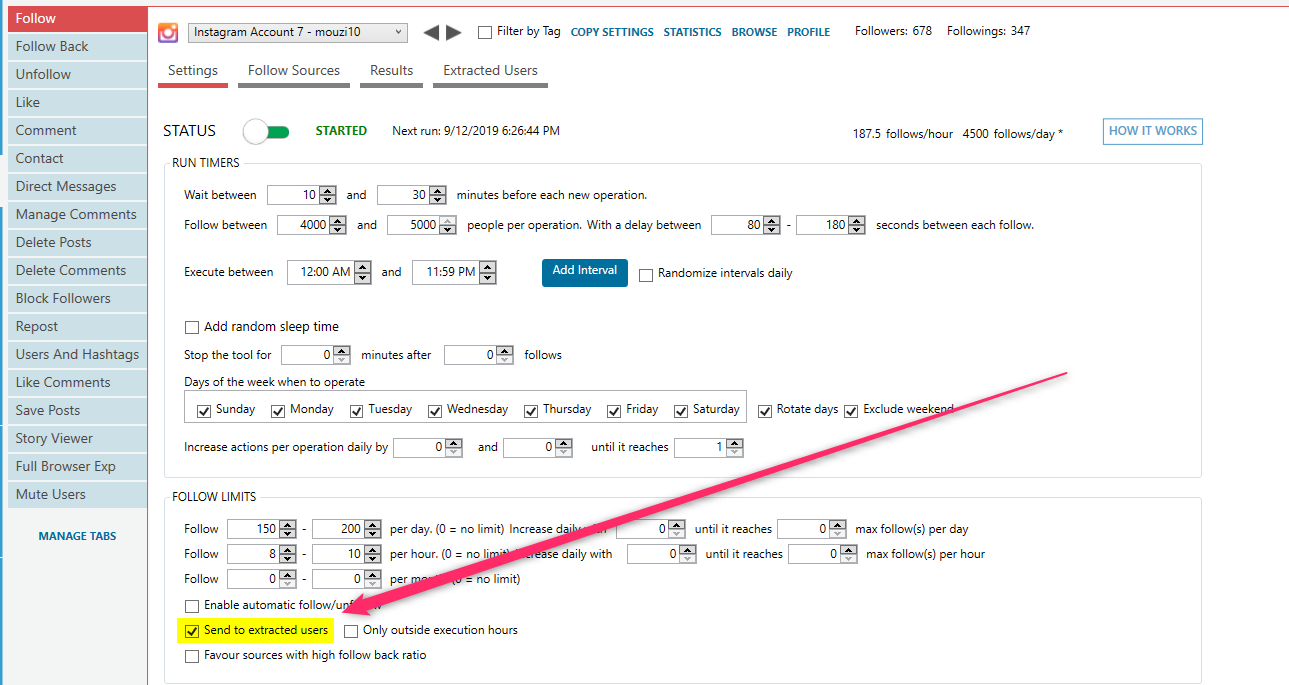 Follow
Follow Back
Unfollow
Like
Comment
Contact
Direct Messages
Manage Comments
Delete Posts
Delete Comments
Block Followers
Repost
Users And Hashtags
Like Comments
Save Posts
Story Viewer
Full Browser Exp
Mute Users
MANAGE TABS
Instagram Account 7 - mouzi10 Filter by Tag COPY SETTINGS STATISTICS BROWSE PROFILE Followers: 678 Followings: 347
Settings Follow Sources Results Extracted Users
STATUS STARTED Next run: 9/12/2019 6:26:44 PM 187.5 follows/hour 4500 follows/day * HOW IT WORKS
RUN TIMERS
Wait between 10 and 30 minutes before each new operation.
Follow between 4000 and 5000 people per operation. With a delay between 80 - 180 seconds between each follow.
Execute between 12:00 AM and 11:59 PM Add Interval Randomize intervals daily
Add random sleep time
Stop the tool for 0 minutes after 0 follows
Days of the week when to operate
Sunday Monday Tuesday Wednesday Thursday Friday Saturday Rotate days Exclude weekend
Increase actions per operation daily by 0 and 0 until it reaches 1
FOLLOW LIMITS
Follow 150 - 200 per day. (0 = no limit) Increase daily with 0 until it reaches 0 max follow(s) per day
Follow 8 - 10 per hour. (0 = no limit) Increase daily with 0 until it reaches 0 max follow(s) per hour
Follow 0 - 0 per month (0 = no limit)
Enable automatic follow/unfollow
Send to extracted users Only outside execution hours
Favour sources with high follow back ratio